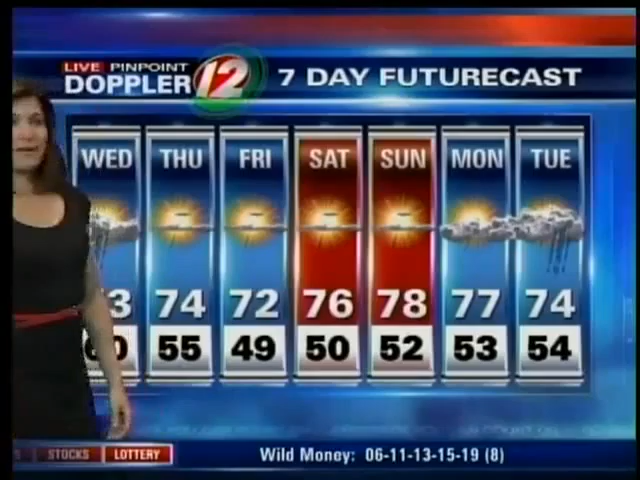 LIVE PINPOINT
DOPPLER 12 7 DAY FUTURECAST
WED THU FRI SAT SUN MON TUE
74 72 76 78 77 74
55 49 50 52 53 54
STOCKS LOTTERY Wild Money: 06-11-13-15-19 (8)